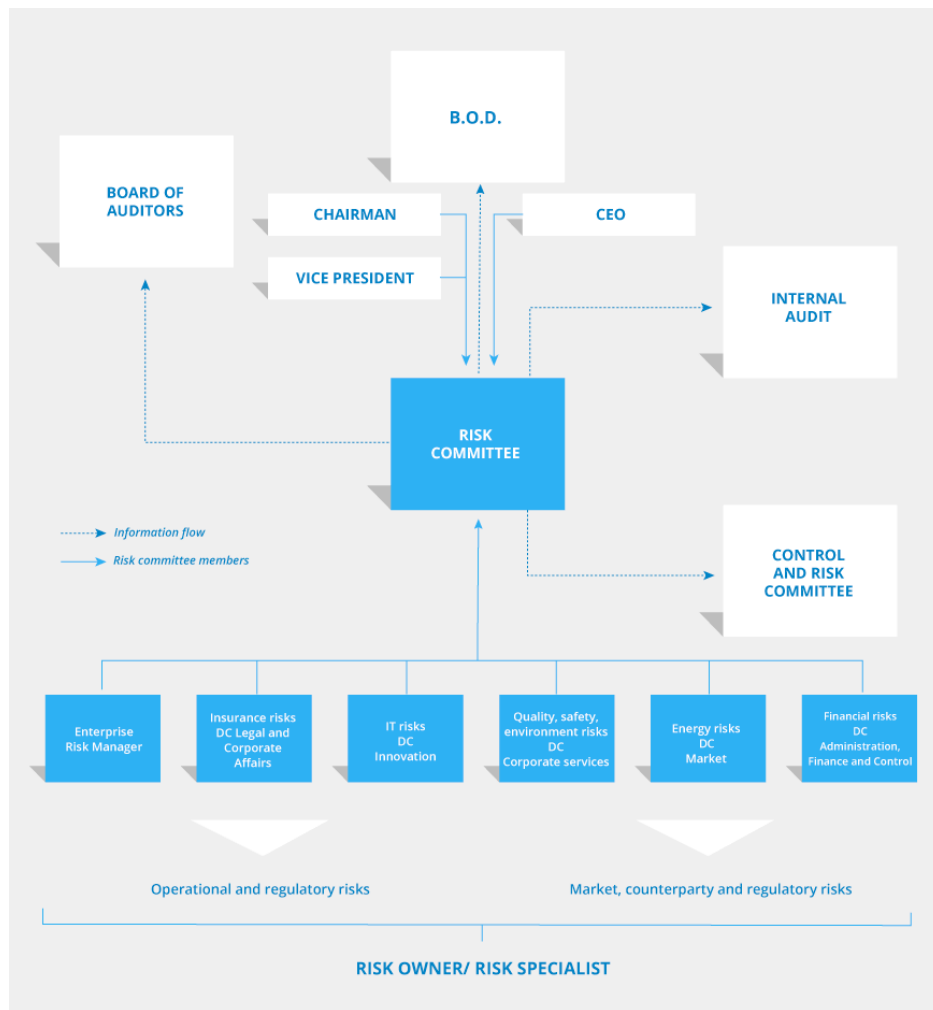 B.O.D.
BOARD OF
AUDITORS
CHAIRMAN
CEO
VICE PRESIDENT
INTERNAL
AUDIT
RISK
COMMITTEE
Information flow
Risk committee members
CONTROL
AND RISK
COMMITTEE
Enterprise
Risk Manager
Insurance risks
DC Legal and
Corporate
Affairs
IT risks
DC
Innovation
Quality, safety,
environment risks
DC
Corporate services
Energy risks
DC
Market
Financial risks
DC
Administration,
Finance and Control
Operational and regulatory risks
Market, counterparty and regulatory risks
RISK OWNER/ RISK SPECIALIST